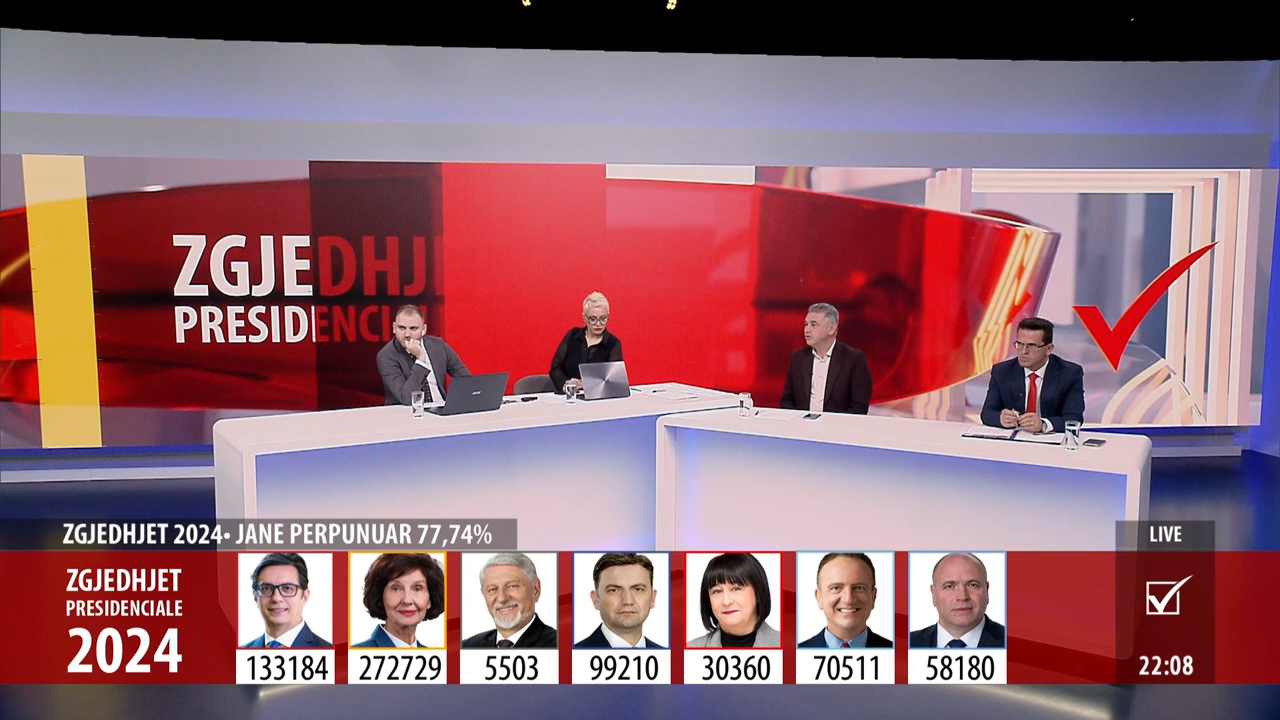 ZGJEDHJ
PRESIDENCI
ZGJEDHJET 2024• JANE PERPUNUAR 77,74%
LIVE
ZGJEDHJET
PRESIDENCIALE
2024
133184
272729
5503
99210
30360
70511
58180
22:08